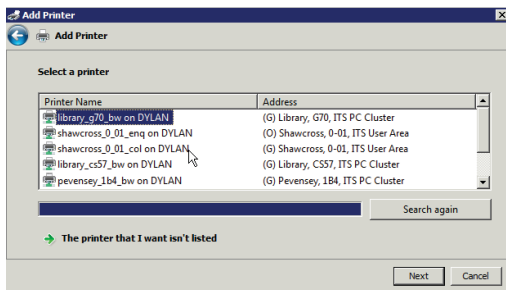 Add Printer
Add Printer
Select a printer
Printer Name Address
library_g70_bw on DYLAN (G) Library, G70, ITS PC Cluster
shawcross_0_01_enq on DYLAN (O) Shawcross, 0-01, ITS User Area
shawcross_0_01_col on DYLAN (G) Shawcross, 0-01, ITS User Area
library_cs57_bw on DYLAN (G) Library, CS57, ITS PC Cluster
pevensey_1b4_bw on DYLAN (G) Pevensey, 1B4, ITS PC Cluster
Search again
The printer that I want isn't listed
Next Cancel